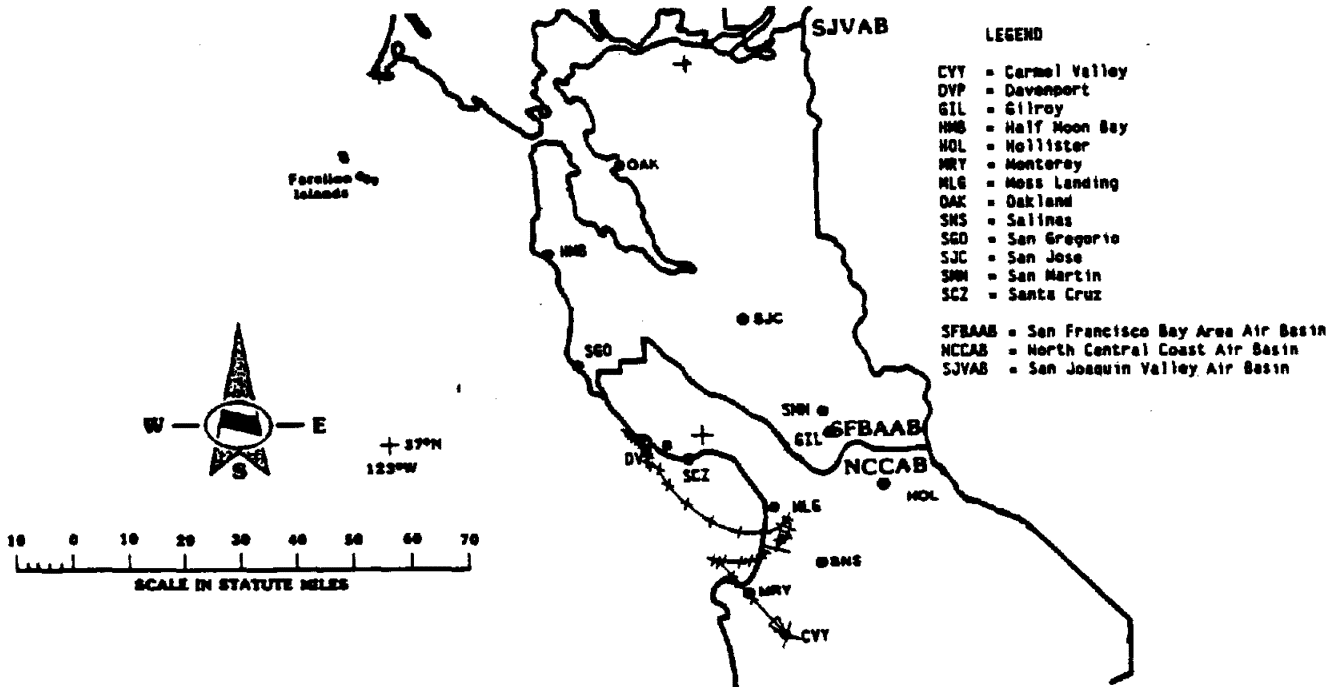 SJVAB
LEGEND
CYY = Carmel Valley
DVP = Davenport
GIL = Gilroy
HMB = Half Moon Bay
HOL = Hollister
MRY = Monterey
MLG = Moss Landing
OAK = Oakland
SNS = Salinas
SGO = San Gregorio
SJC = San Jose
SMN = San Martin
SCZ = Santa Cruz
SFBAAB = San Francisco Bay Area Air Basin
NCCAB = North Central Coast Air Basin
SJVAB = San Joaquin Valley Air Basin
OAK
Farallon
Islands
HMB
SJC
SGO
SMN
GIL
SFBAAB
W
E
S
37°N
123°W
DVP
SCZ
NCCAB
HOL
MLG
10 0 10 20 30 40 50 60 70
SCALE IN STATUTE MILES
SNS
MRY
CYY